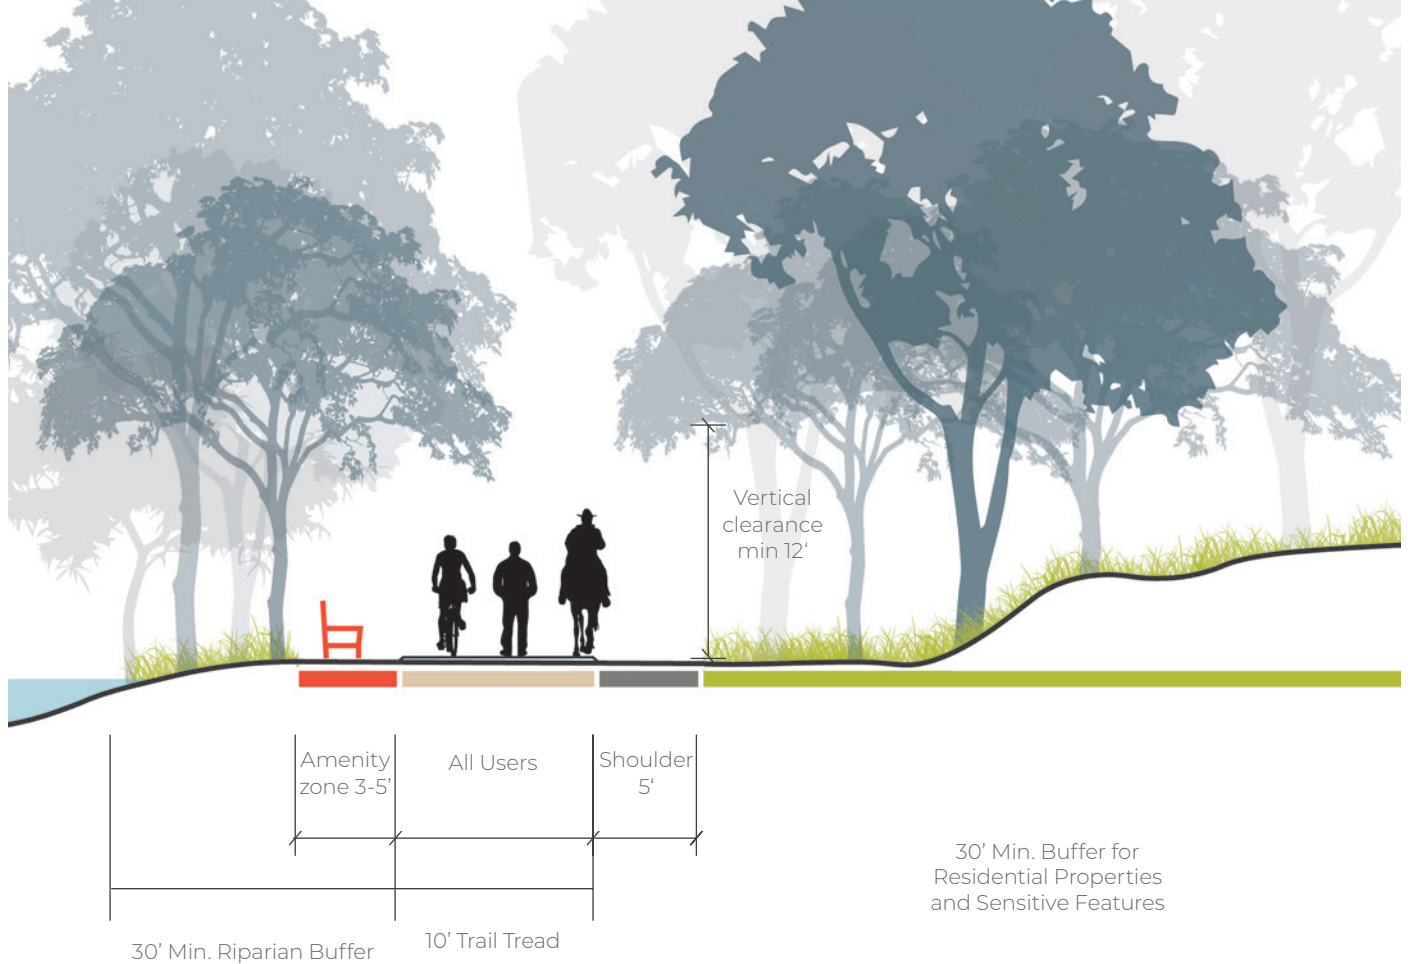 Vertical
clearance
min 12‘
Amenity
zone 3-5’
All Users
Shoulder
5‘
30’ Min. Buffer for
Residential Properties
and Sensitive Features
30’ Min. Riparian Buffer
10’ Trail Tread